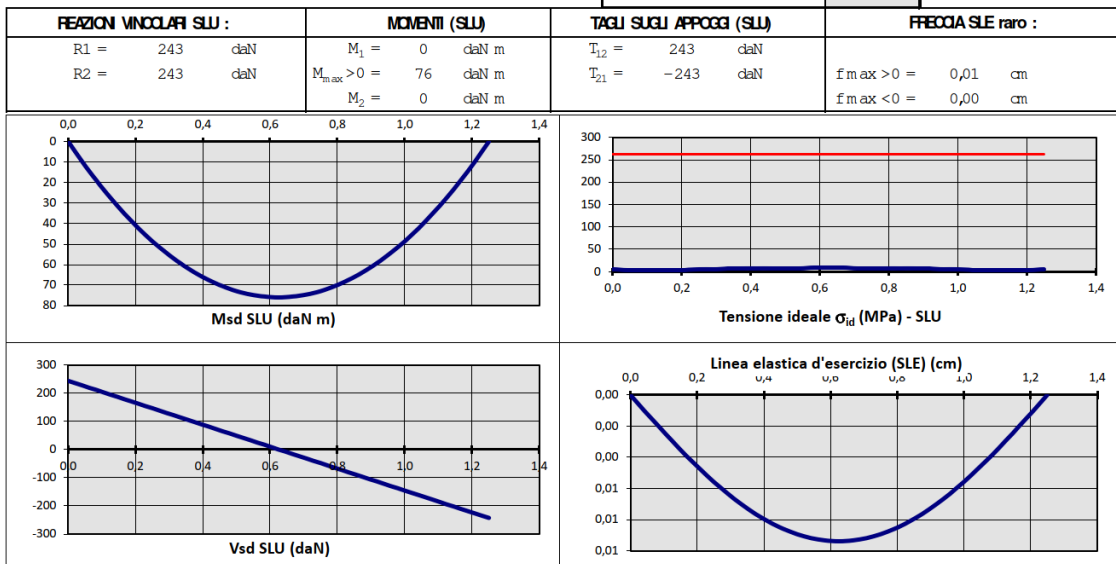 REAZIONI VINCOLARI SLU : MOMENTI (SLU) TAGLI SUGLI APPOGGI (SLU) FRECCIA SLE raro :
R1 = 243 daN M1 = 0 daN m T12 = 243 daN
R2 = 243 daN Mmax>0 = 76 daN m T21 = -243 daN f max >0 = 0,01 cm
M2 = 0 daN m f max <0 = 0,00 cm
0,0 0,2 0,4 0,6 0,8 1,0 1,2 1,4
0
10
20
30
40
50
60
70
80
Msd SLU (daN m)
300
250
200
150
100
50
0
0,0 0,2 0,4 0,6 0,8 1,0 1,2 1,4
Tensione ideale σid (MPa) - SLU
300
200
100
0
0,0 0,2 0,4 0,6 0,8 1,0 1,2 1,4
-100
-200
-300
Vsd SLU (daN)
Linea elastica d'esercizio (SLE) (cm)
0,0 0,2 0,4 0,6 0,8 1,0 1,2 1,4
0,00
0,00
0,00
0,01
0,01
0,01